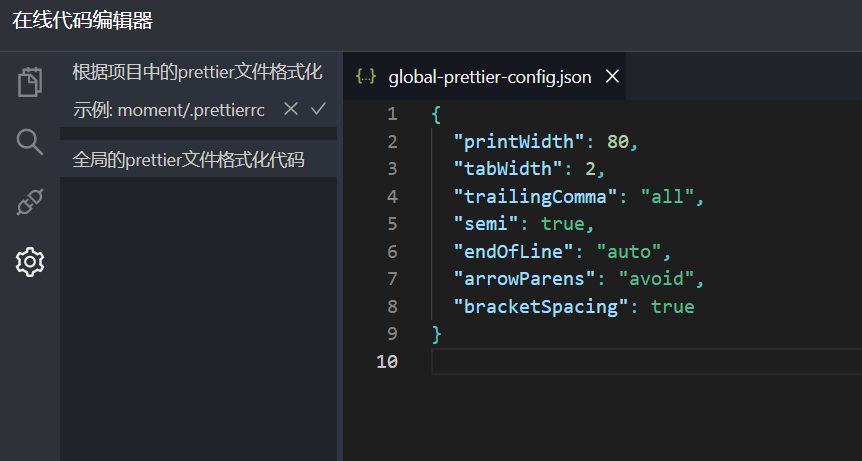 在线代码编辑器
根据项目中的prettier文件格式化
示例: moment/.prettierrc
全局的prettier文件格式化代码
{...} global-prettier-config.json
1 {
2 "printWidth": 80,
3 "tabWidth": 2,
4 "trailingComma": "all",
5 "semi": true,
6 "endOfLine": "auto",
7 "arrowParens": "avoid",
8 "bracketSpacing": true
9 }
10